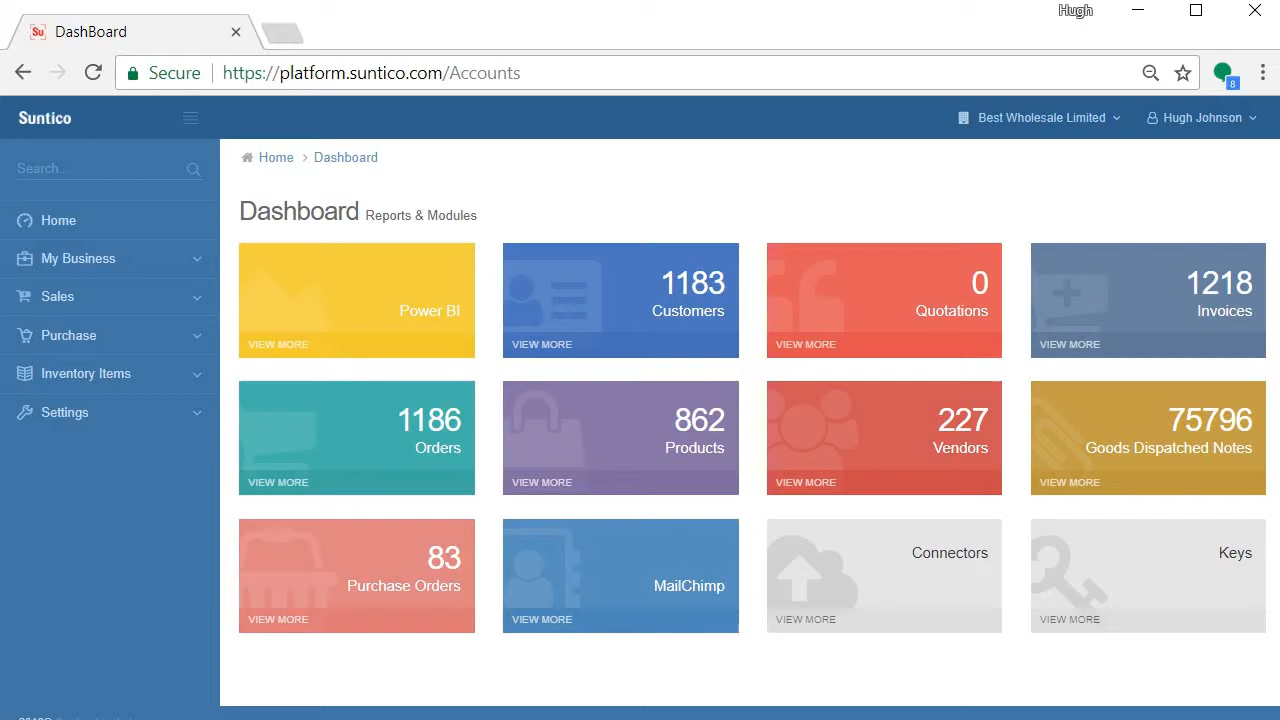 Hugh
Su DashBoard
Secure https://platform.suntico.com/Accounts
8
Suntico
Best Wholesale Limited
Hugh Johnson
Search...
Home
My Business
Sales
Purchase
Inventory Items
Settings
Home > Dashboard
Dashboard Reports & Modules
Power BI
VIEW MORE
1183
Customers
VIEW MORE
0
Quotations
VIEW MORE
1218
Invoices
VIEW MORE
1186
Orders
VIEW MORE
862
Products
VIEW MORE
227
Vendors
VIEW MORE
75796
Goods Dispatched Notes
VIEW MORE
83
Purchase Orders
VIEW MORE
MailChimp
VIEW MORE
Connectors
VIEW MORE
Keys
VIEW MORE